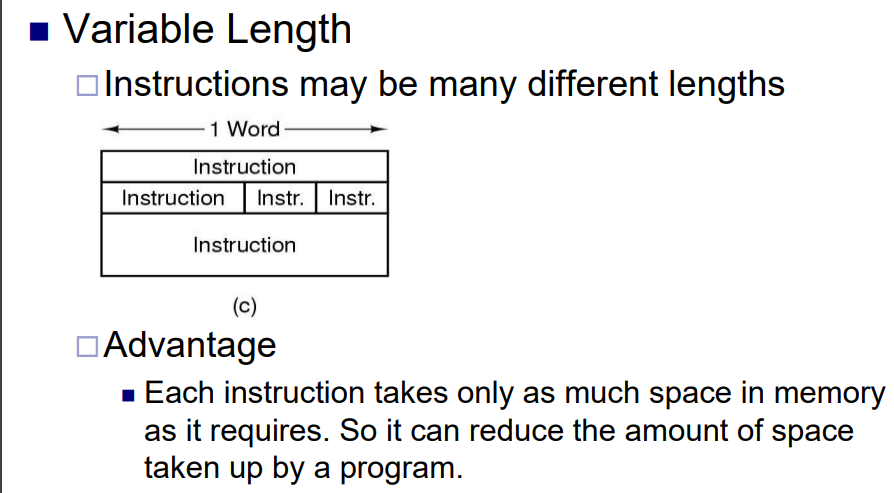 Variable Length
Instructions may be many different lengths
1 Word
Instruction
Instruction Instr. Instr.
Instruction
(c)
Advantage
Each instruction takes only as much space in memory
as it requires. So it can reduce the amount of space
taken up by a program.